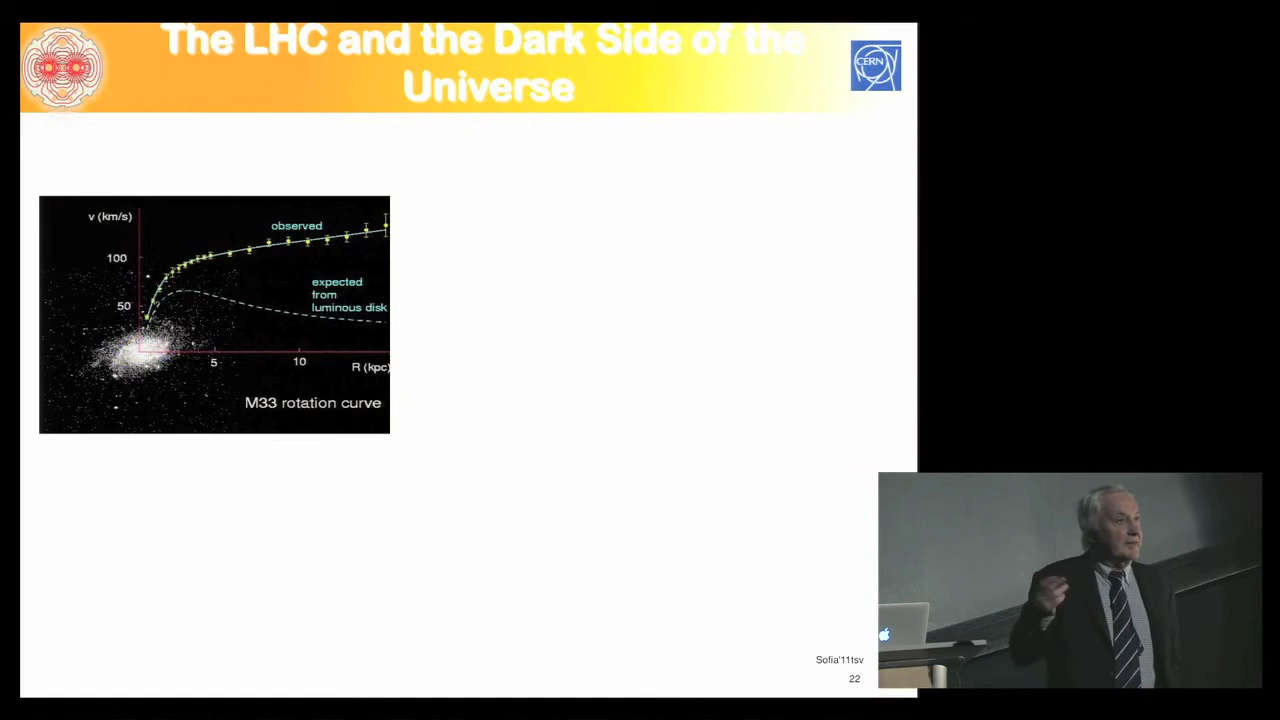 The LHC and the Dark Side of the
Universe
CERN
v (km/s)
observed
100
expected
from
luminous disk
50
5
10
R (kpc)
M33 rotation curve
Sofia'11tsv
22